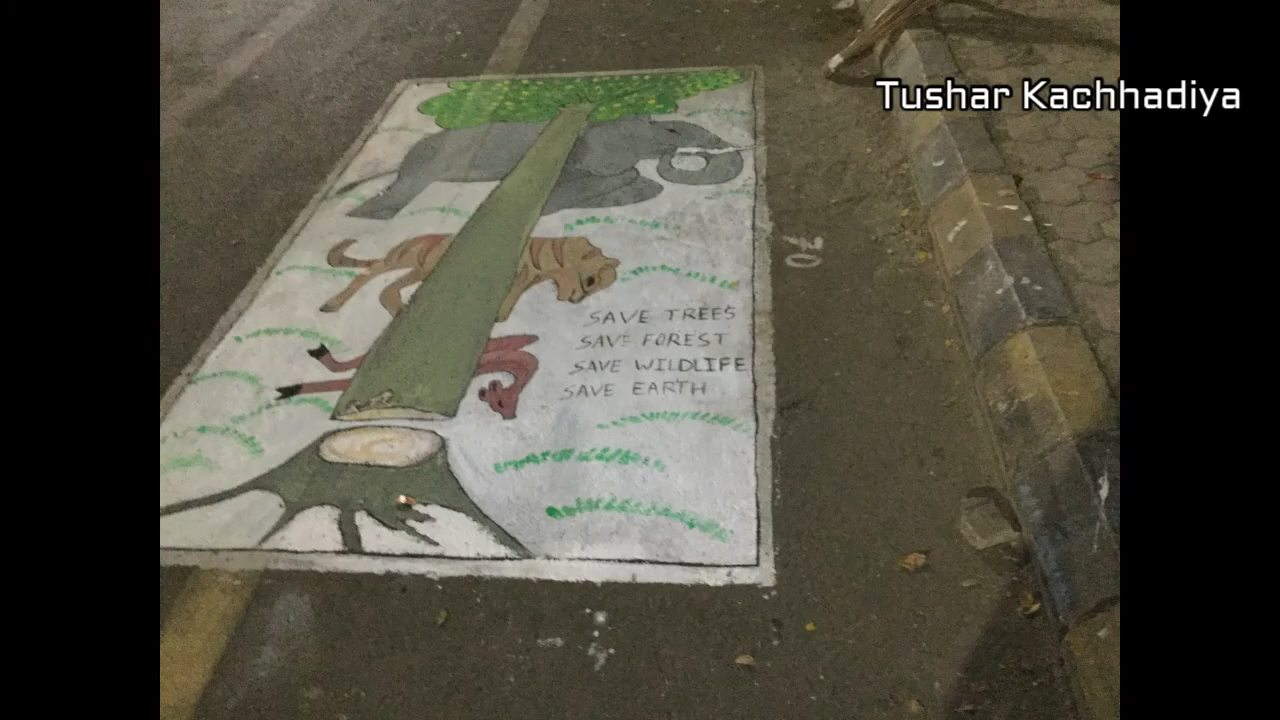 Tushar Kachhadiya
70
SAVE TREES
SAVE FOREST
SAVE WILDLIFE
SAVE EARTH